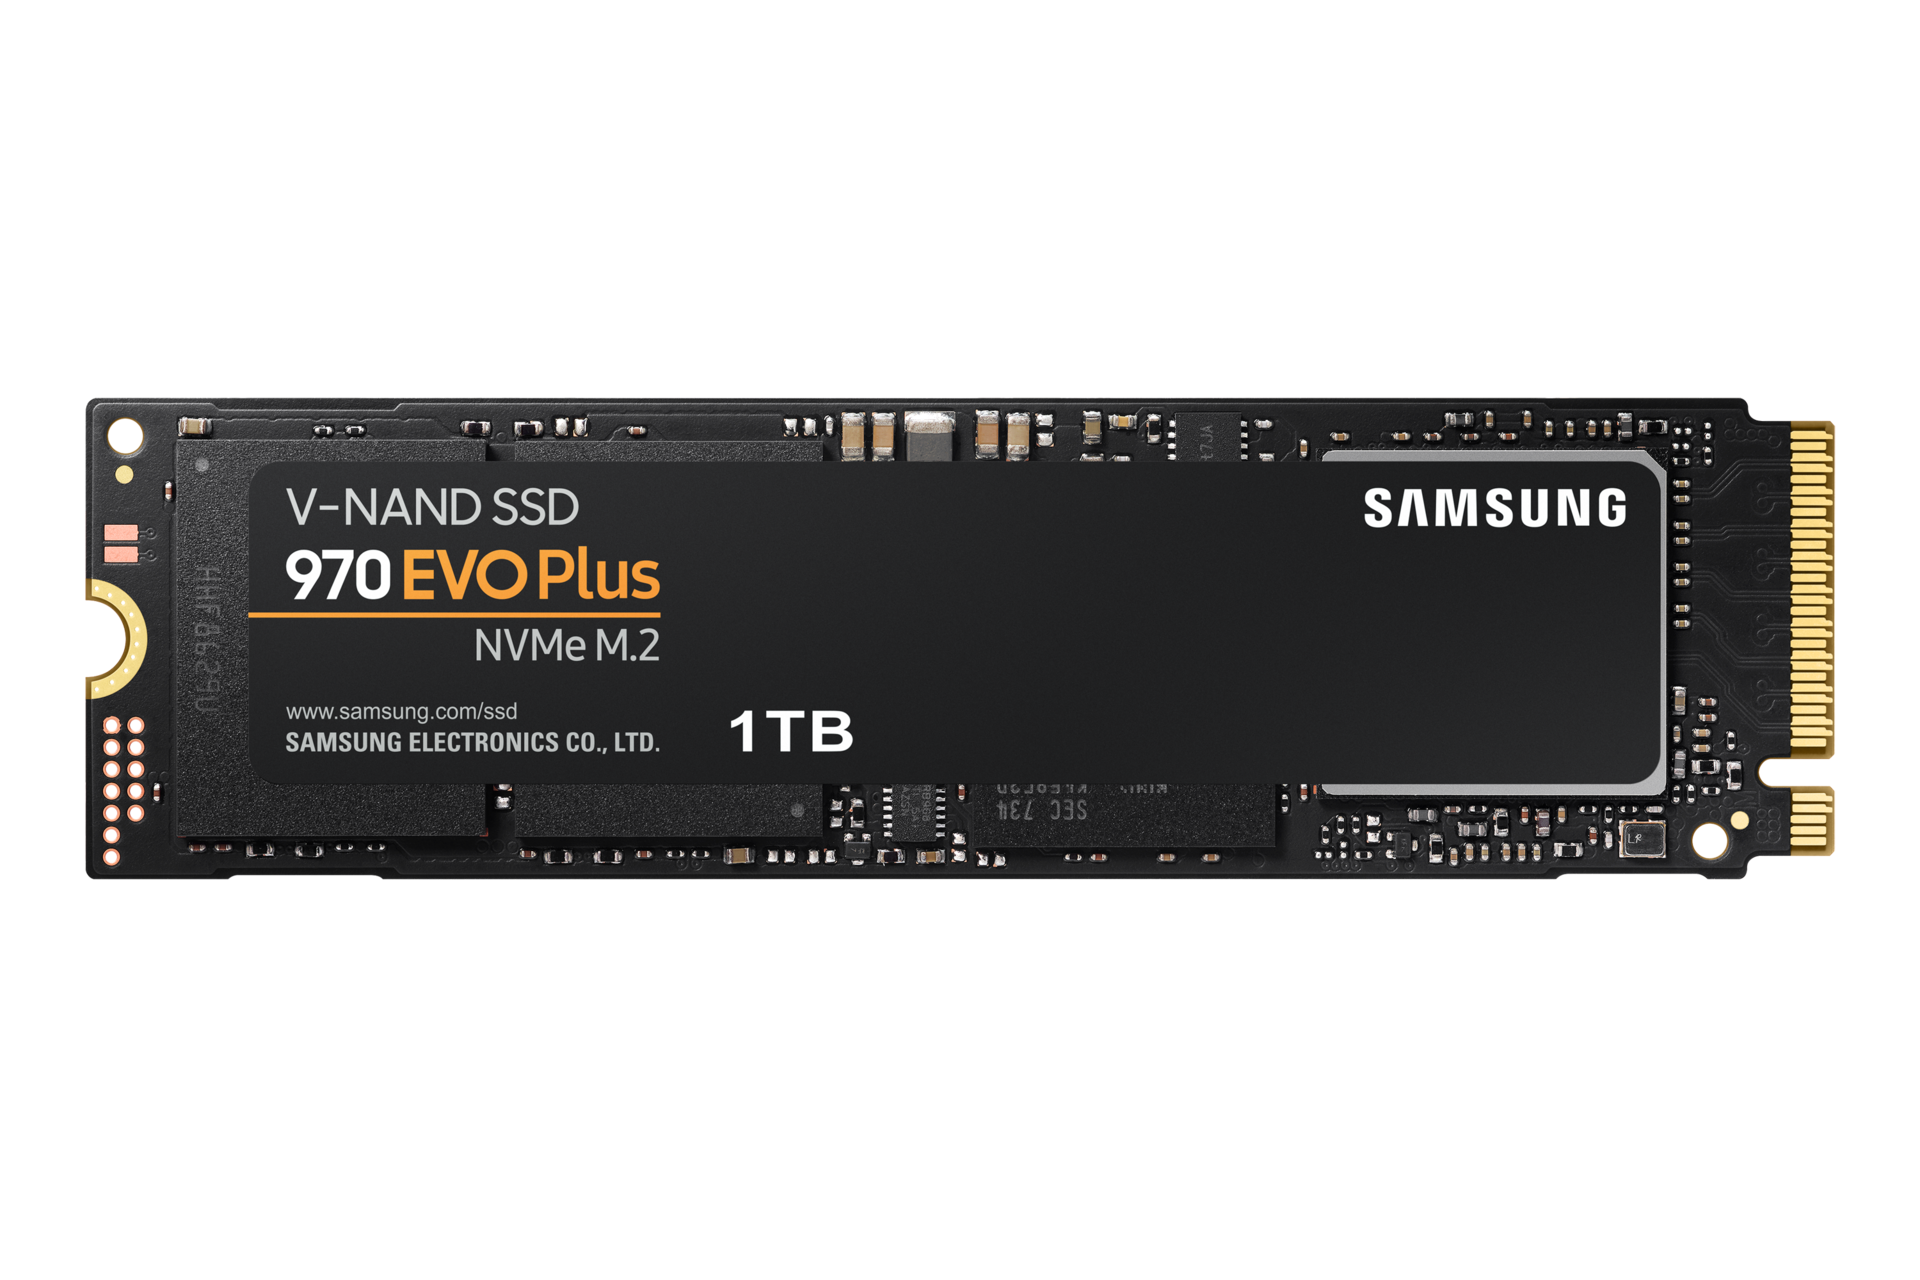 V-NAND SSD
SAMSUNG
970 EVO Plus
NVMe M.2
www.samsung.com/ssd
SAMSUNG ELECTRONICS CO., LTD.
1TB
SEC 734